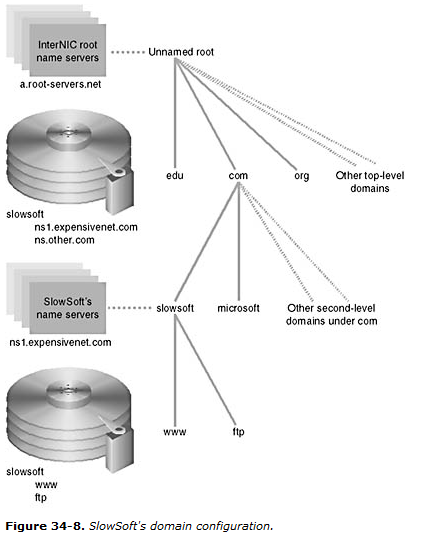 InterNIC root
name servers
a.root-servers.net
Unnamed root
slowsoft
ns1.expensivenet.com
ns.other.com
edu
com
org
Other top-level
domains
SlowSoft's
name servers
ns1.expensivenet.com
slowsoft
microsoft
Other second-level
domains under com
slowsoft
www
ftp
www
ftp
Figure 34-8. SlowSoft's domain configuration.